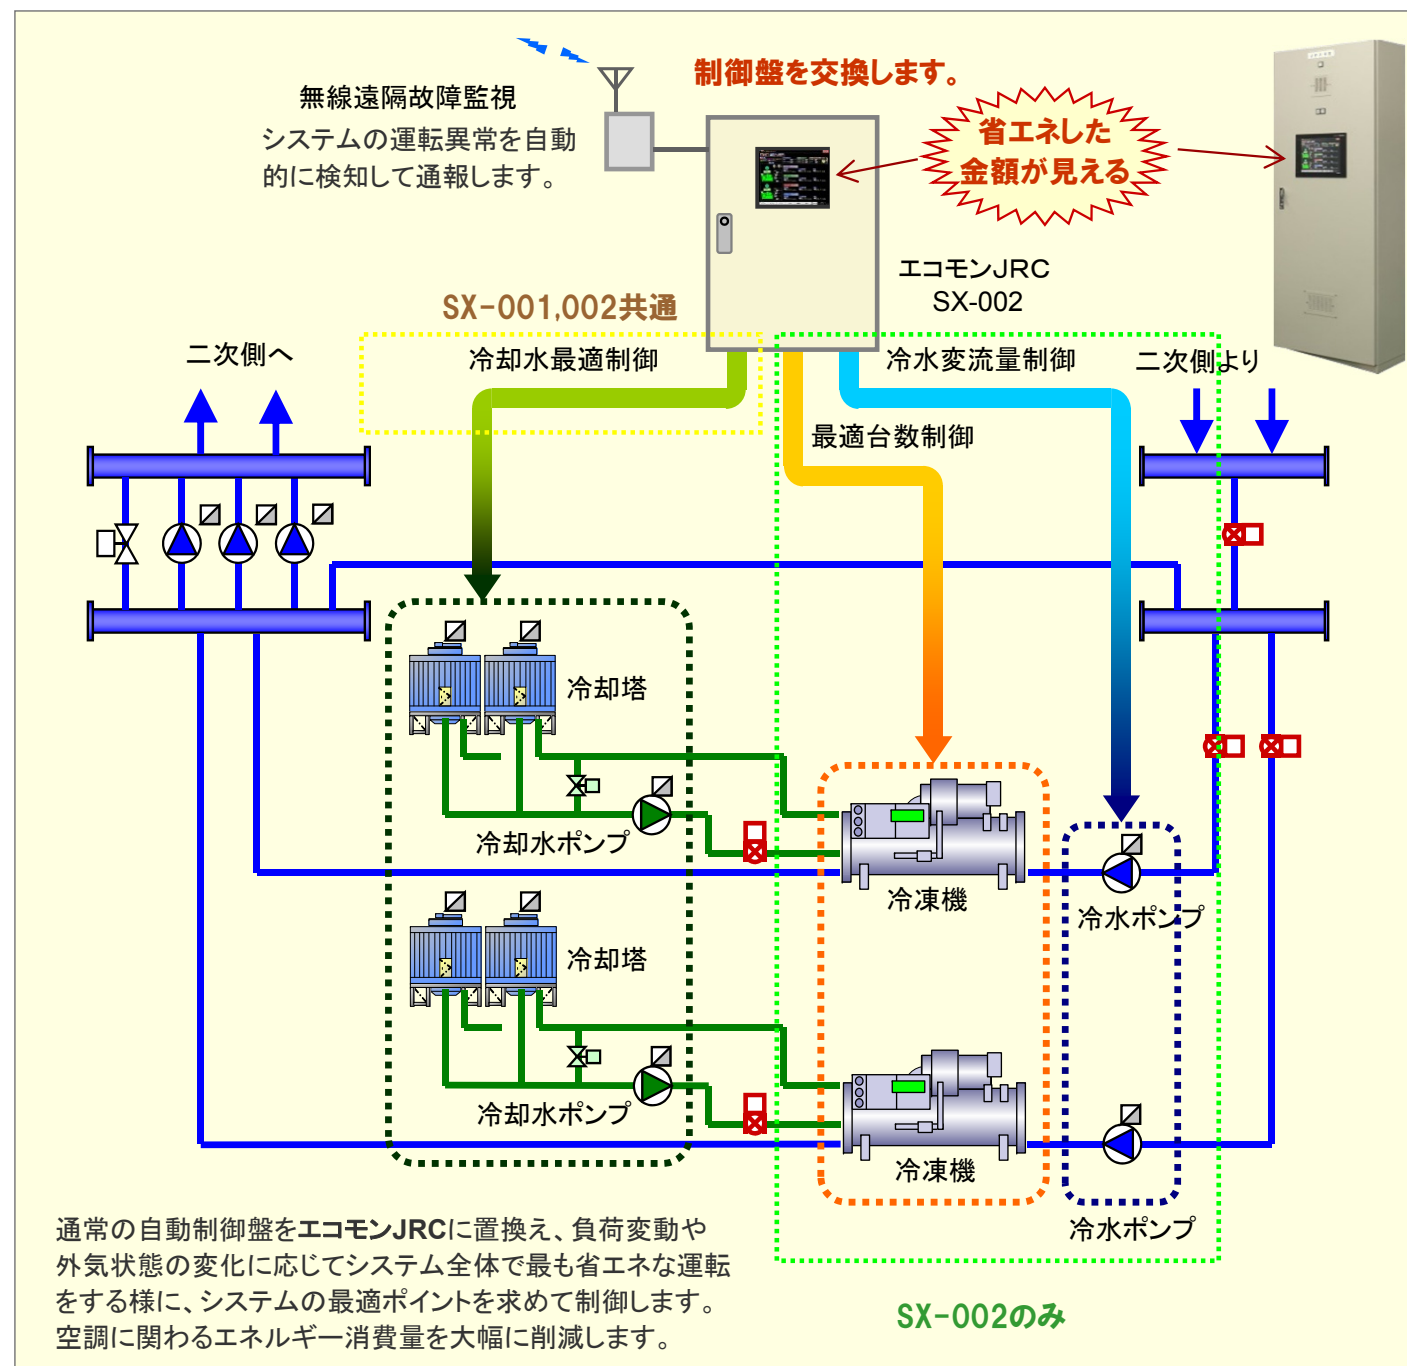 制御盤を交換します。
無線遠隔故障監視
システムの運転異常を自動
的に検知して通報します。
省エネした
金額が見える
エコモンJRC
SX-002
SX-001,002共通
二次側へ
冷却水最適制御
冷水変流量制御
二次側より
最適台数制御
冷却塔
冷却水ポンプ
冷凍機
冷水ポンプ
冷却塔
冷却水ポンプ
冷凍機
冷水ポンプ
通常の自動制御盤をエコモンJRCに置換え、負荷変動や
外気状態の変化に応じてシステム全体で最も省エネな運転
をする様に、システムの最適ポイントを求めて制御します。
空調に関わるエネルギー消費量を大幅に削減します。
SX-002のみ